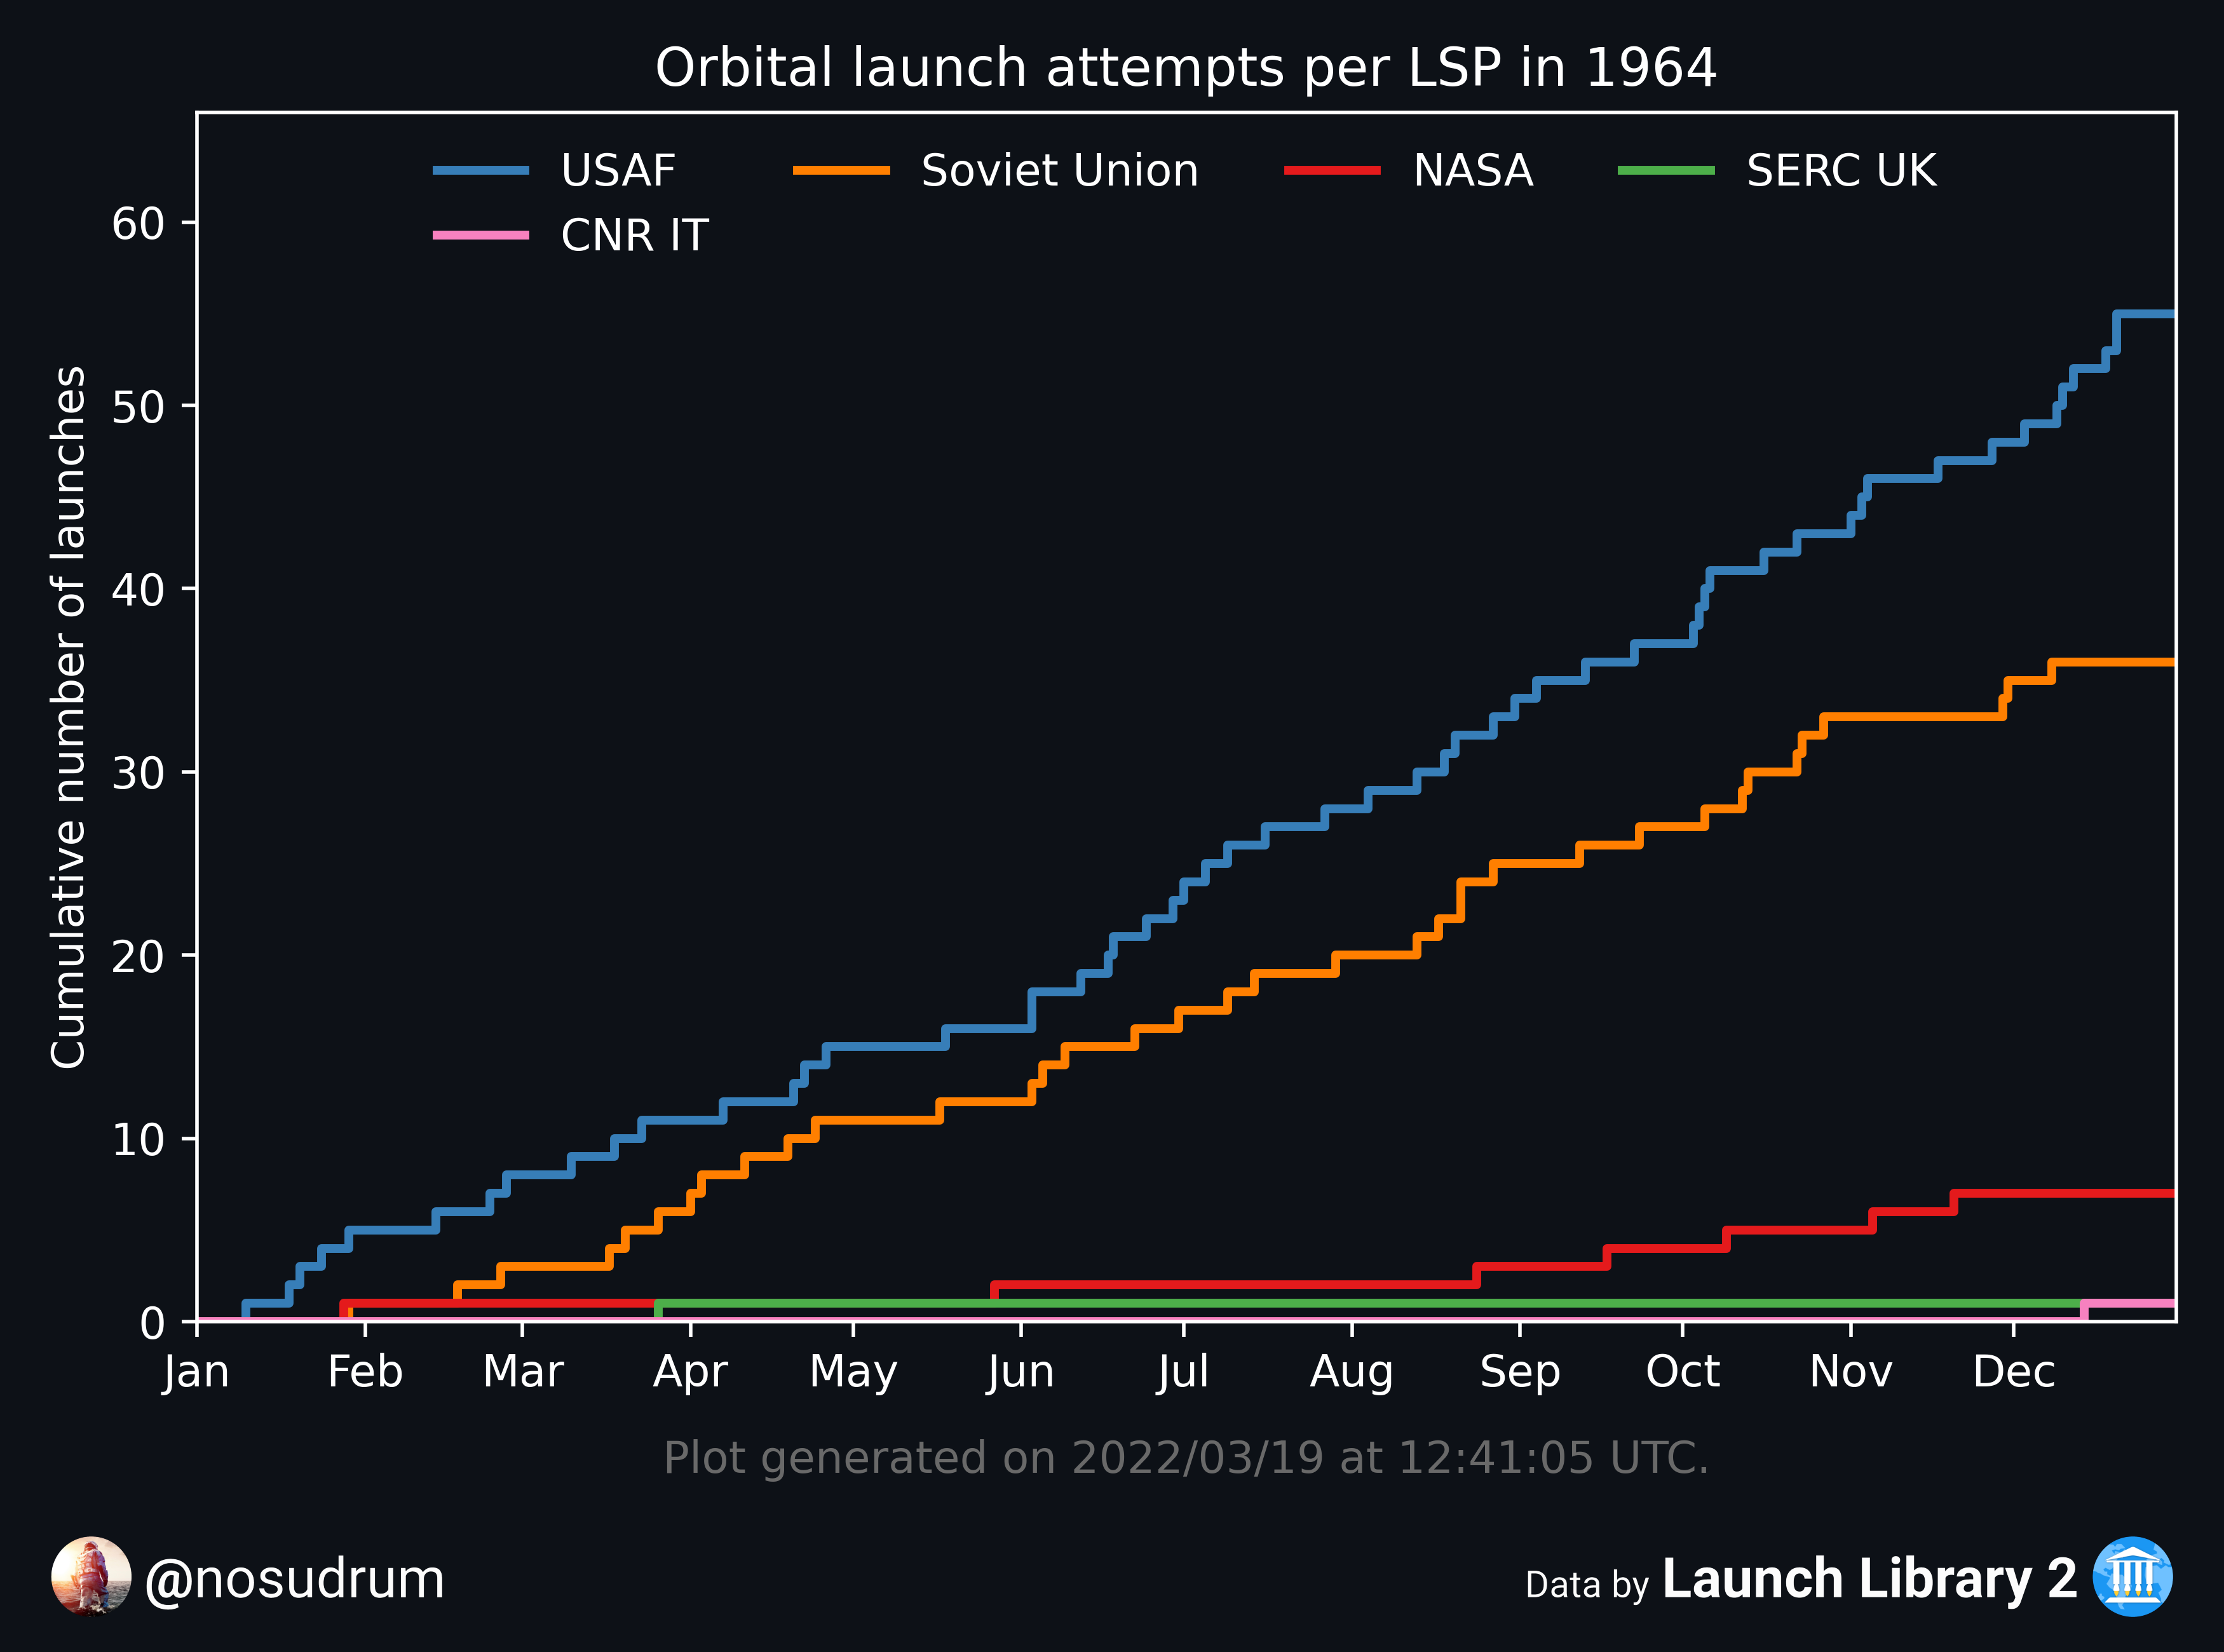 Orbital launch attempts per LSP in 1964
USAF Soviet Union NASA SERC UK
CNR IT
Cumulative number of launches
60
50
40
30
20
10
0
Jan Feb Mar Apr May Jun Jul Aug Sep Oct Nov Dec
Plot generated on 2022/03/19 at 12:41:05 UTC.
@nosudrum
Data by Launch Library 2